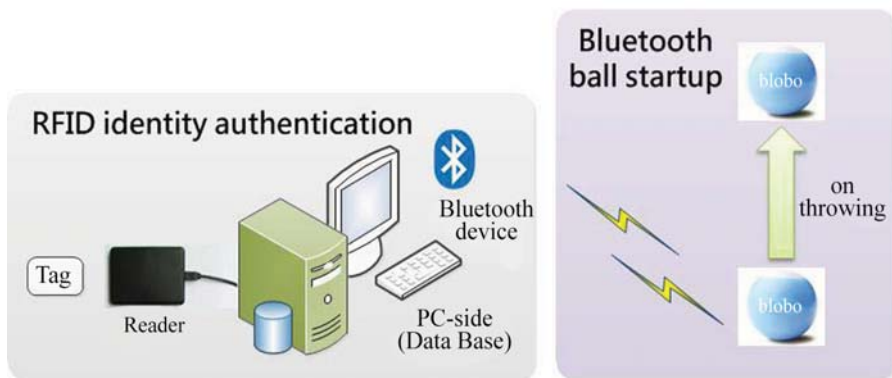 RFID identity authentication
Bluetooth
device
Tag
Reader
PC-side
(Data Base)
Bluetooth
ball startup
blobo
on
throwing
blobo